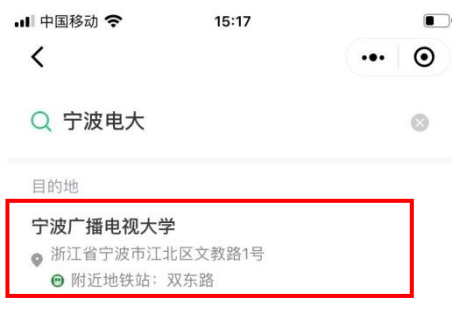 中国移动 15:17
宁波电大
目的地
宁波广播电视大学
浙江省宁波市江北区文教路1号
附近地铁站：双东路